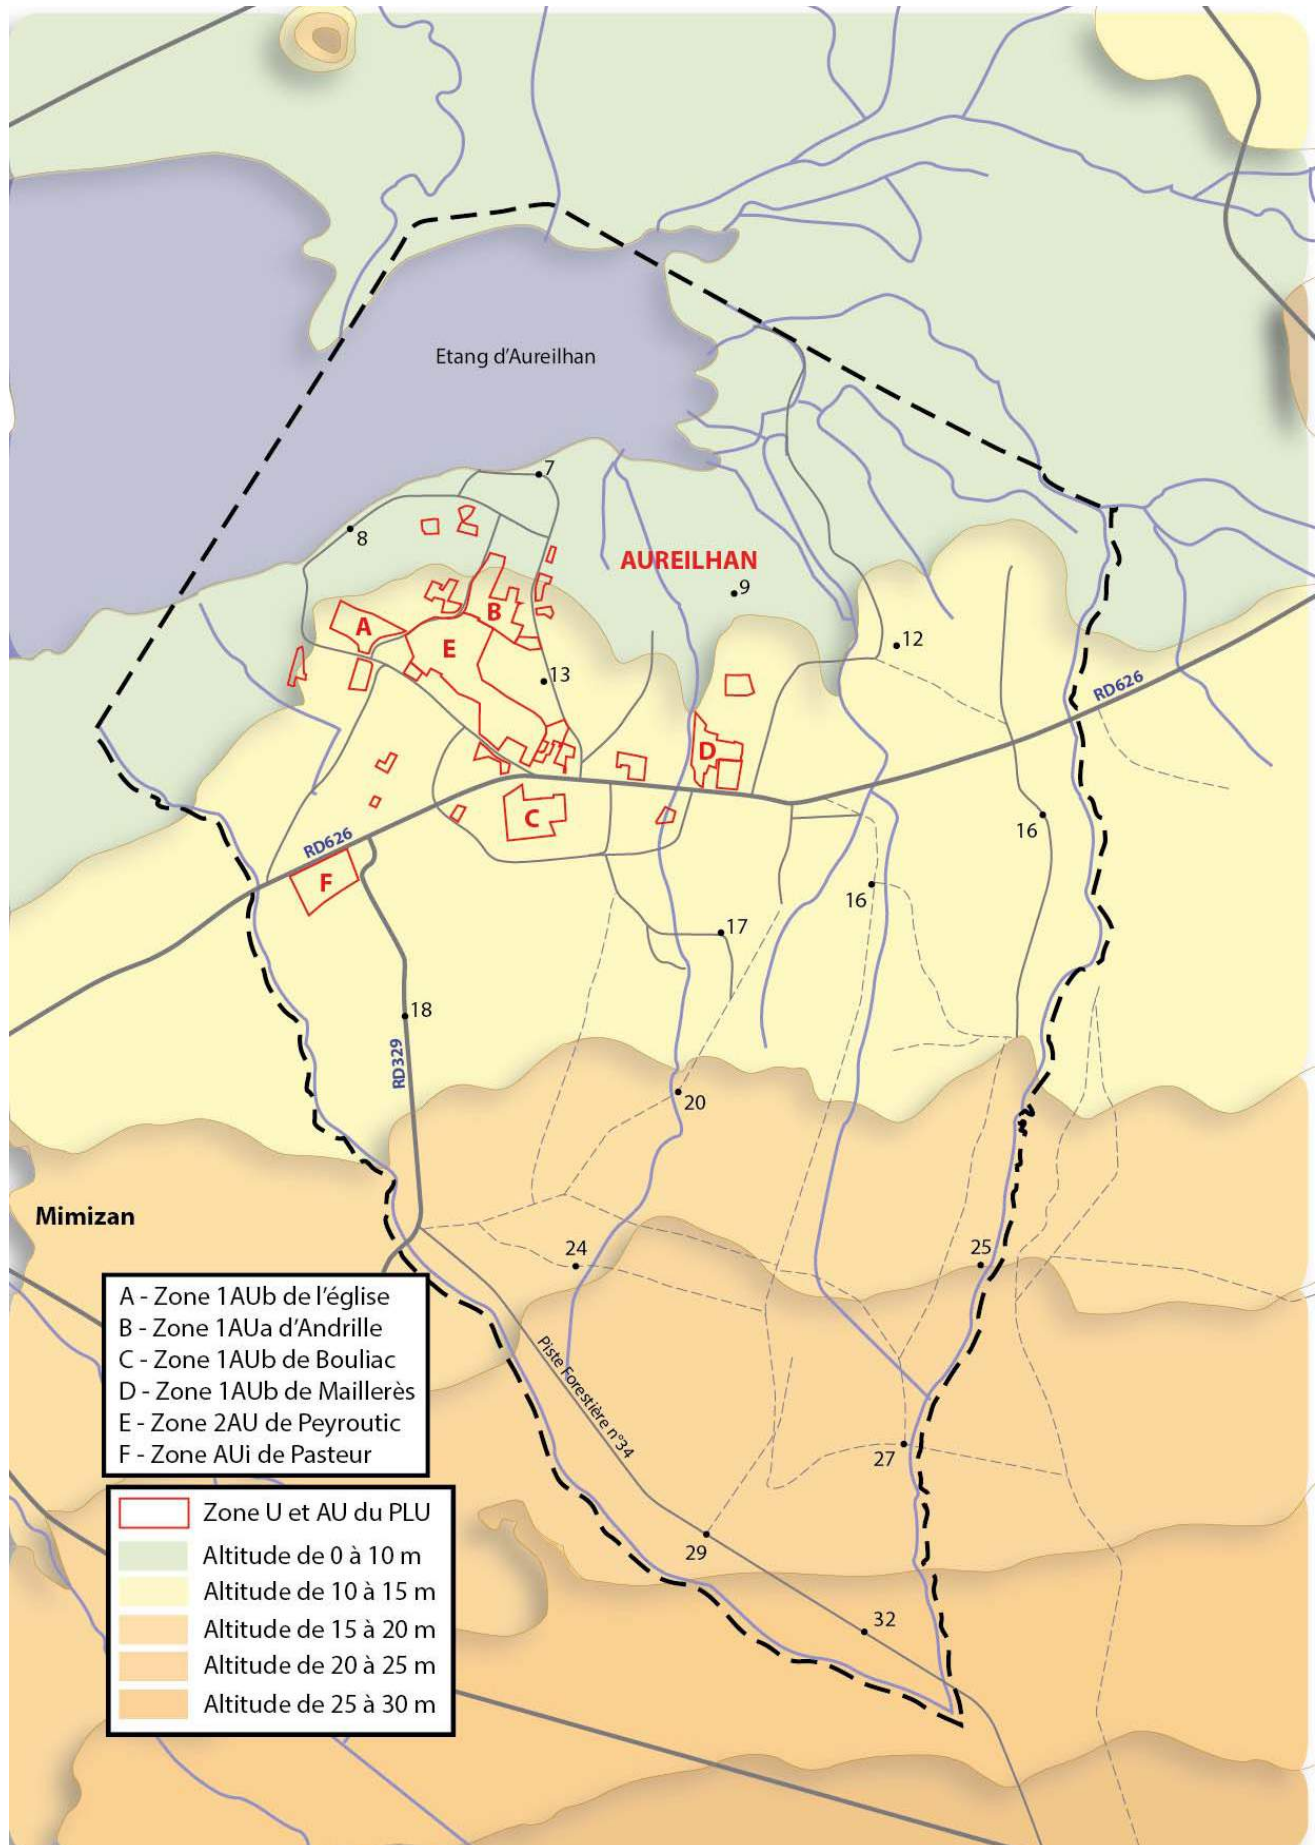 Etang d'Aureilhan
7
8
AUREILHAN
9
A
B
E
12
13
RD626
D
C
16
RD626
F
16
17
18
RD329
20
Mimizan
24
25
A - Zone 1AUb de l'église
B - Zone 1AUa d'Andrille
C - Zone 1AUb de Bouliac
D - Zone 1AUb de Maillerès
E - Zone 2AU de Peyroutic
F - Zone AUi de Pasteur
Piste Forestière n°34
27
29
32
Zone U et AU du PLU
Altitude de 0 à 10 m
Altitude de 10 à 15 m
Altitude de 15 à 20 m
Altitude de 20 à 25 m
Altitude de 25 à 30 m